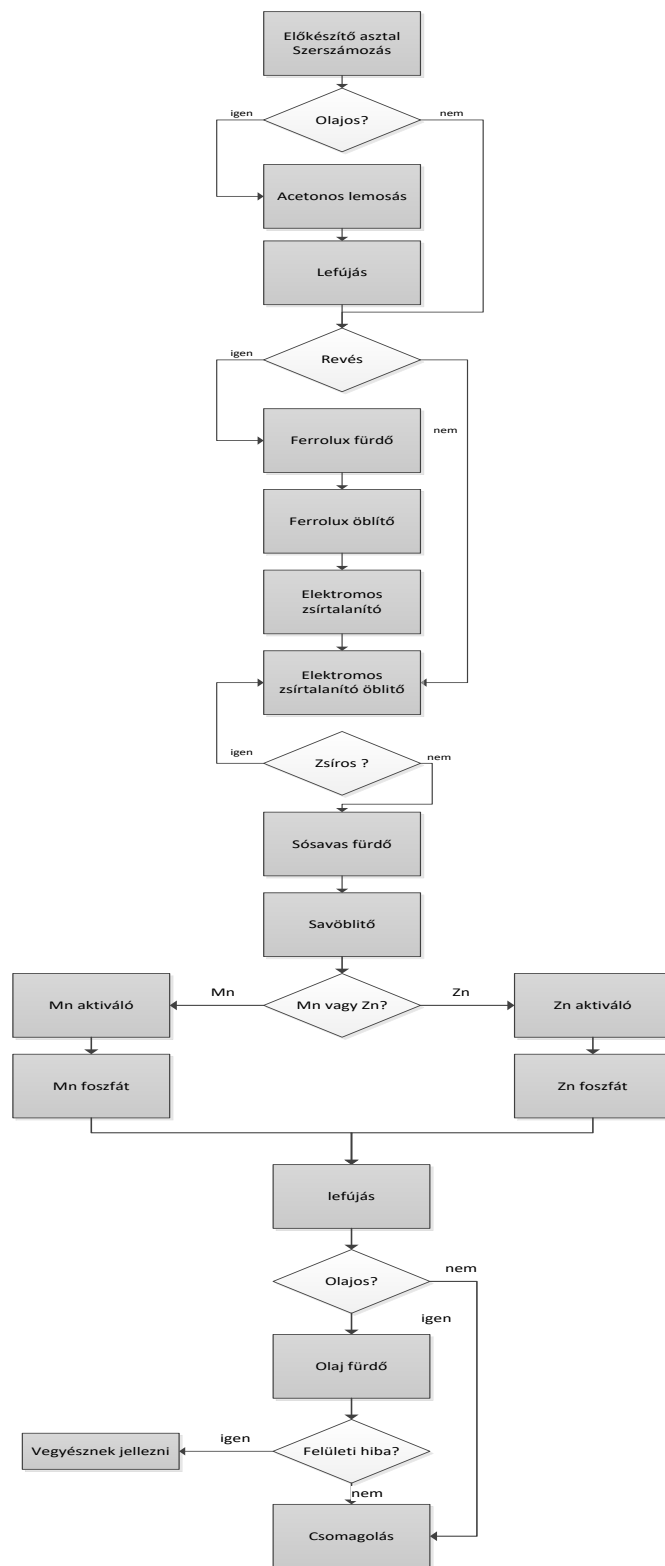 Előkészítő asztal
Szerszámozás
igen
nem
Olajos?
Acetonos lemosás
Lefújás
igen
Revés
nem
Ferrolux fürdő
Ferrolux öblítő
Elektromos
zsírtalanító
Elektromos
zsírtalanító öblitő
igen
Zsíros ?
nem
Sósavas fürdő
Savöblitő
Mn aktiváló
Mn
Mn vagy Zn?
Zn
Zn aktiváló
Mn foszfát
Zn foszfát
lefújás
Olajos?
nem
igen
Olaj fürdő
Vegyésznek jellezni
igen
Felületi hiba?
nem
Csomagolás